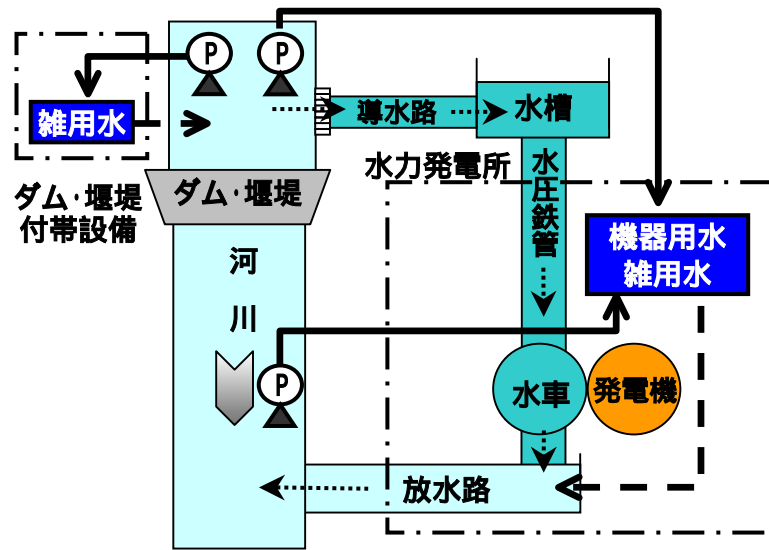 P
P
雑用水
導水路
水槽
水力発電所
ダム・堰堤
付帯設備
ダム・堰堤
水圧鉄管
機器用水
雑用水
河川
P
水車
発電機
放水路